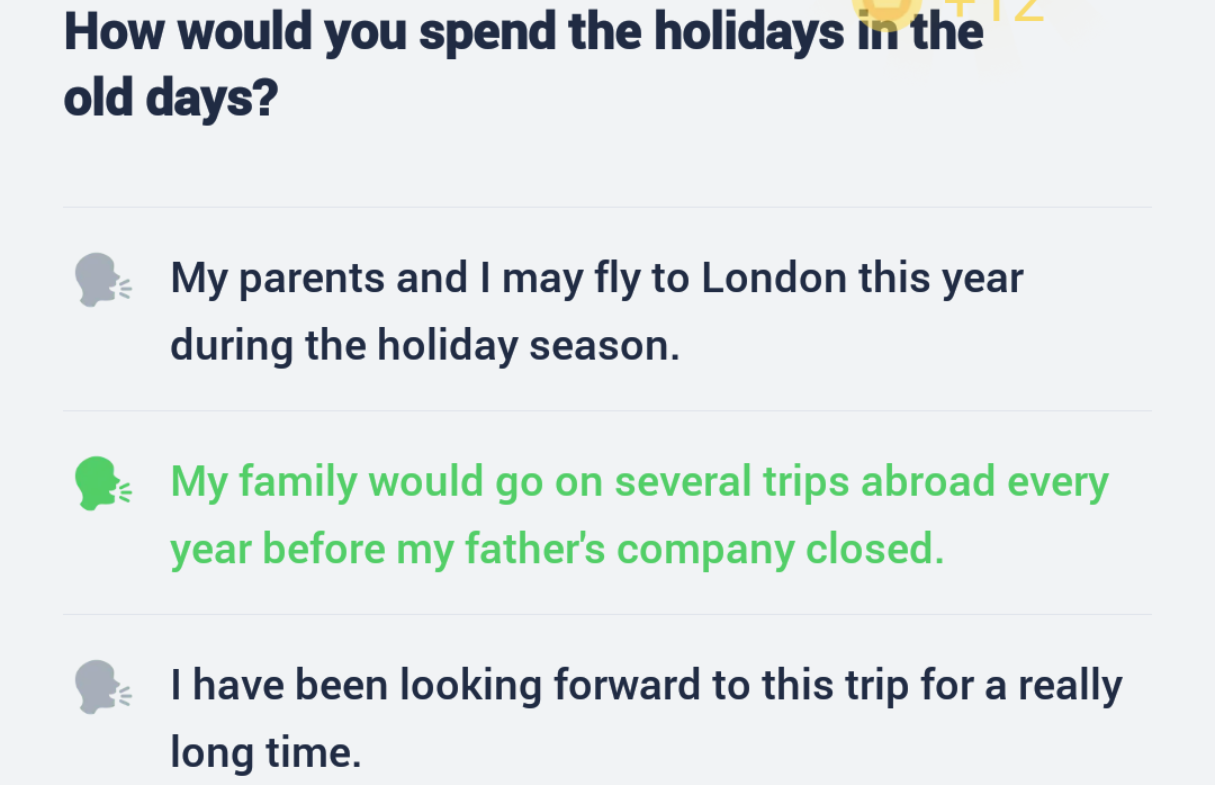 +12
How would you spend the holidays in the
old days?
My parents and I may fly to London this year
during the holiday season.
My family would go on several trips abroad every
year before my father's company closed.
I have been looking forward to this trip for a really
long time.